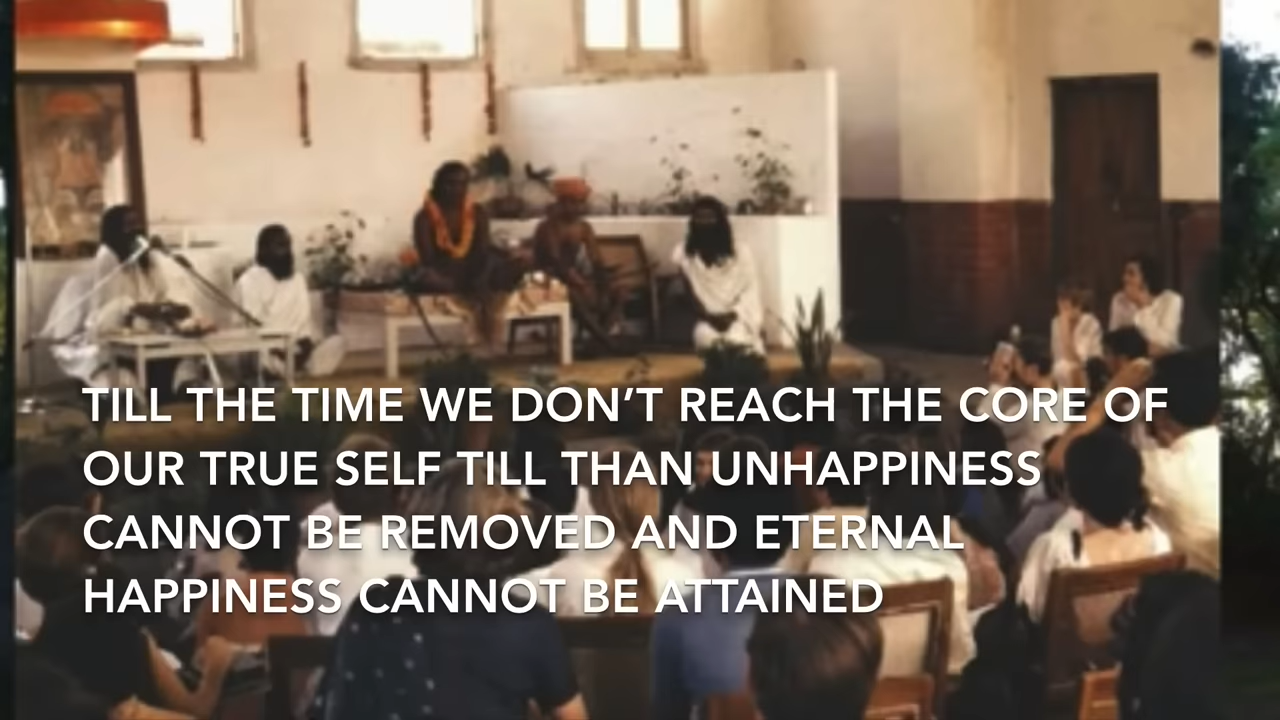 TILL THE TIME WE DON'T REACH THE CORE OF
OUR TRUE SELF TILL THAN UNHAPPINESS
CANNOT BE REMOVED AND ETERNAL
HAPPINESS CANNOT BE ATTAINED